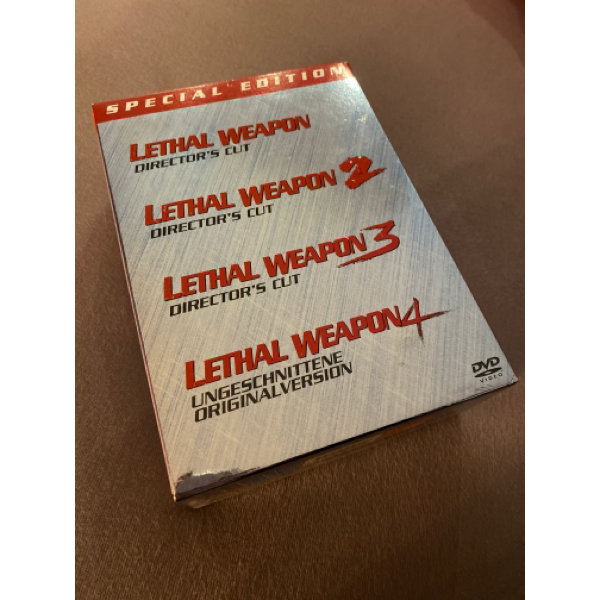 SPECIAL EDITION
LETHAL WEAPON
DIRECTOR'S CUT
LETHAL WEAPON 2
DIRECTOR'S CUT
LETHAL WEAPON 3
DIRECTOR'S CUT
LETHAL WEAPON 4
UNGESCHNITTENE
ORIGINALVERSION
DVD
VIDEO